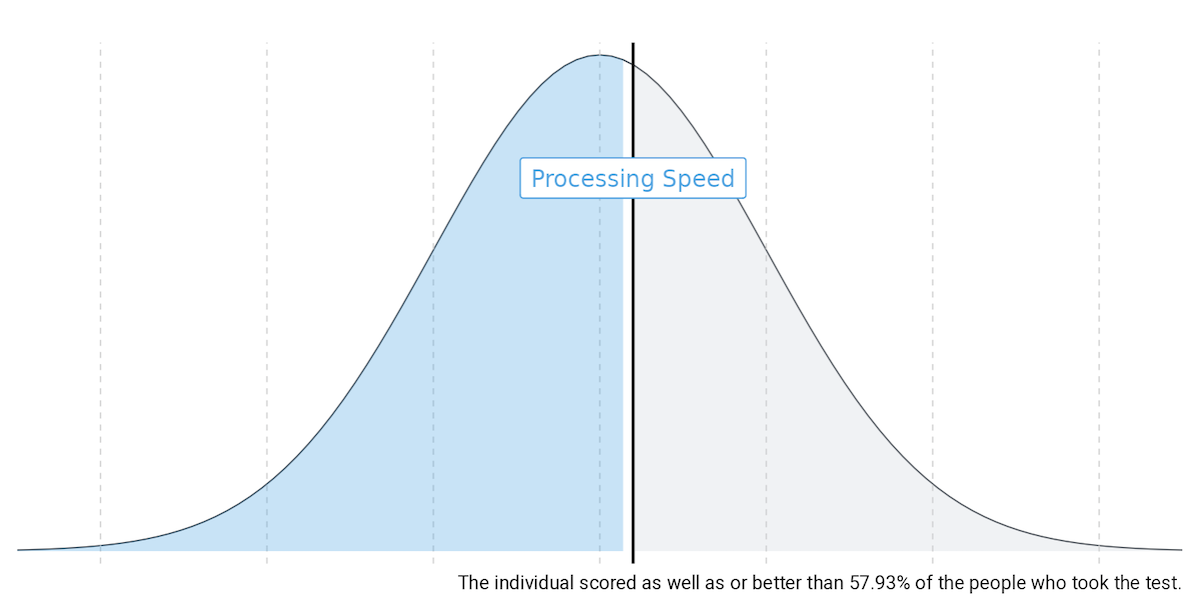 Processing Speed
The individual scored as well as or better than 57.93% of the people who took the test.